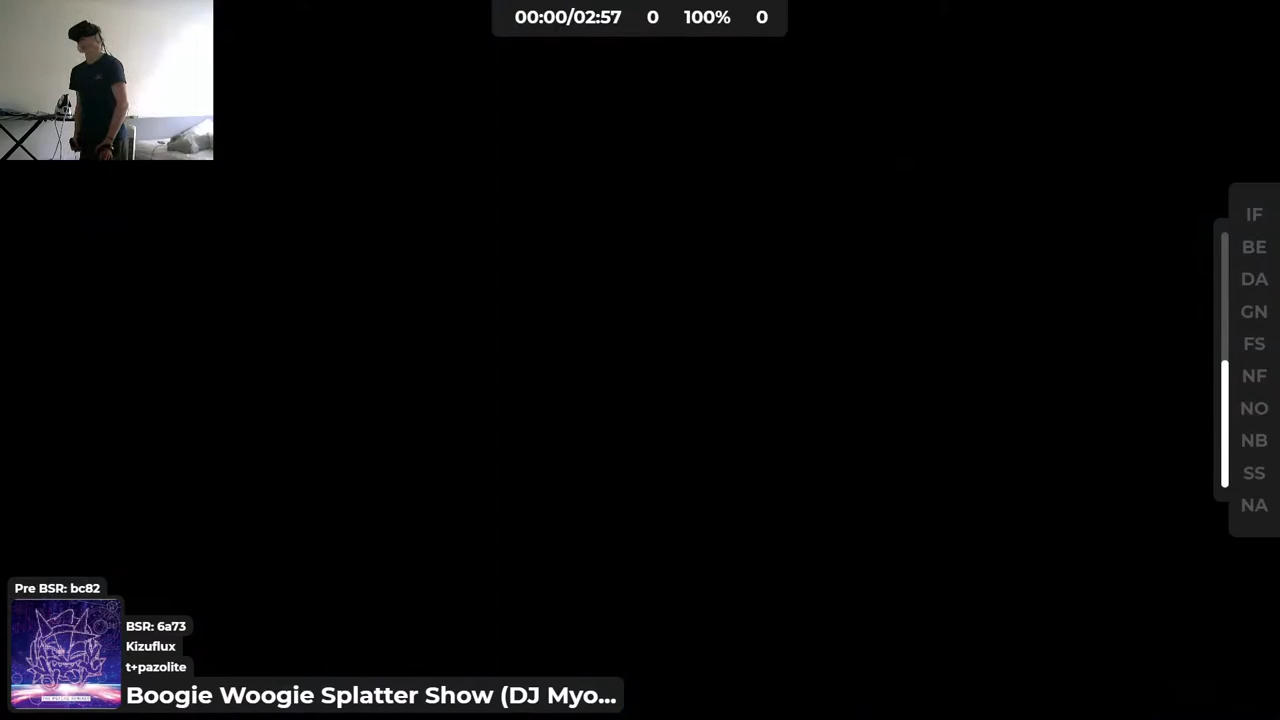 00:00/02:57 0 100% 0
IF
BE
DA
GN
FS
NF
NO
NB
SS
NA
Pre BSR: bc82
BSR: 6a73
Kizuflux
t+pazolite
Boogie Woogie Splatter Show (DJ Myo...